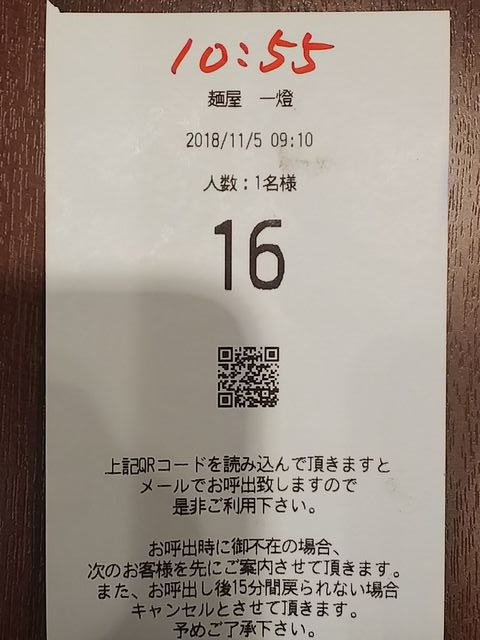 10:55
麺屋　一燈
2018/11/5 09:10
人数：1名様
16
上記QRコードを読み込んで頂きますと
メールでお呼出致しますので
是非ご利用下さい。
お呼出時に御不在の場合、
次のお客様を先にご案内させて頂きます。
また、お呼出し後15分間戻られない場合
キャンセルとさせて頂きます。
予めご了承下さい。